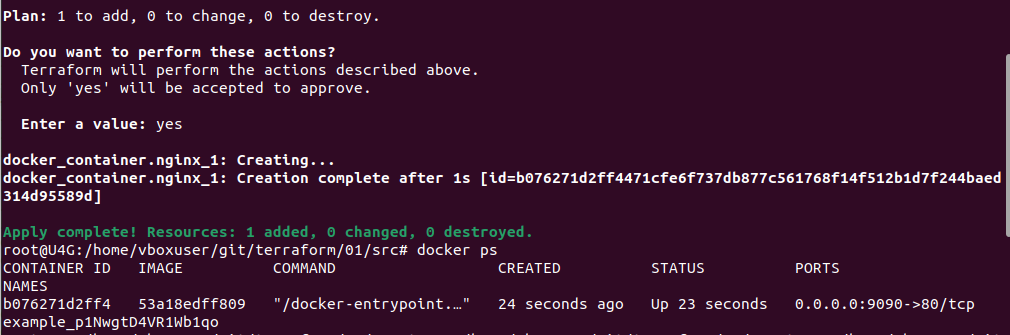 Plan: 1 to add, 0 to change, 0 to destroy.
Do you want to perform these actions?
Terraform will perform the actions described above.
Only 'yes' will be accepted to approve.
Enter a value: yes
docker_container.nginx_1: Creating...
docker_container.nginx_1: Creation complete after 1s [id=b076271d2ff4471cfe6f737db877c561768f14f512b1d7f244baed
314d95589d]
Apply complete! Resources: 1 added, 0 changed, 0 destroyed.
root@U4G:/home/vboxuser/git/terraform/01/src# docker ps
CONTAINER ID   IMAGE          COMMAND                  CREATED          STATUS          PORTS
NAMES
b076271d2ff4   53a18edff809   "/docker-entrypoint.…"   24 seconds ago   Up 23 seconds   0.0.0.0:9090->80/tcp
example_p1NwgtD4VR1Wb1qo